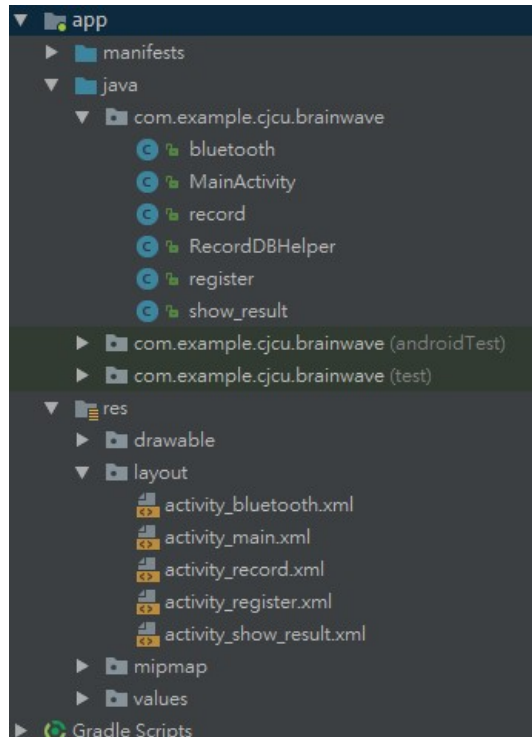 app
manifests
java
com.example.cjcu.brainwave
bluetooth
MainActivity
record
RecordDBHelper
register
show_result
com.example.cjcu.brainwave (androidTest)
com.example.cjcu.brainwave (test)
res
drawable
layout
activity_bluetooth.xml
activity_main.xml
activity_record.xml
activity_register.xml
activity_show_result.xml
mipmap
values
Gradle Scripts